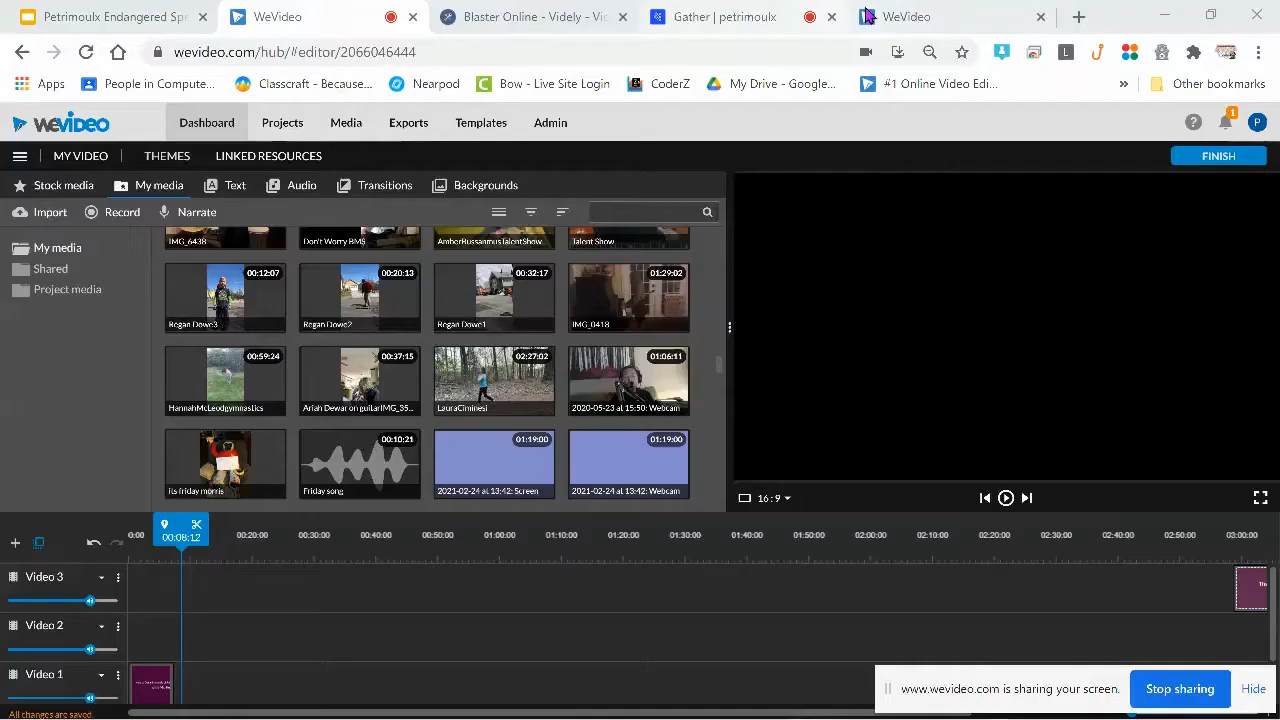 Petrimoulx Endangered Spe
WeVideo
Blaster Online - Videly - Vic
Gather | petrimoulx
WeVideo
wevideo.com/hub/#editor/2066046444
Apps
People in Compute...
Classcraft - Because...
Nearpod
Bow - Live Site Login
CoderZ
My Drive - Google...
#1 Online Video Edi...
Other bookmarks
WEVIDEO
Dashboard
Projects
Media
Exports
Templates
Admin
1
P
MY VIDEO
THEMES
LINKED RESOURCES
FINISH
Stock media
My media
Text
Audio
Transitions
Backgrounds
Import
Record
Narrate
My media
Shared
Project media
IMG_6438
Don't Worry BMS
AmberBussanmusTalentShow
Talent Show
00:12:07
Regan Dowe3
00:20:13
Regan Dowe2
00:32:17
Regan Dowe1
01:29:02
IMG_0418
00:59:24
HannahMcLeodgymnastics
00:37:15
Ariah Dewar on guitarIMG_35...
02:27:02
LauraCiminesi
01:06:11
2020-05-23 at 15:50: Webcam
its friday morris
00:10:21
Friday song
01:19:00
2021-02-24 at 13:42: Screen
01:19:00
2021-02-24 at 13:42: Webcam
16:9
0:00
00:08:12
00:20:00
00:30:00
00:40:00
00:50:00
01:00:00
01:10:00
01:20:00
01:30:00
01:40:00
01:50:00
02:00:00
02:10:00
02:20:00
02:30:00
02:40:00
02:50:00
03:00:00
Video 3
Video 2
Video 1
All changes are saved.
www.wevideo.com is sharing your screen.
Stop sharing
Hide